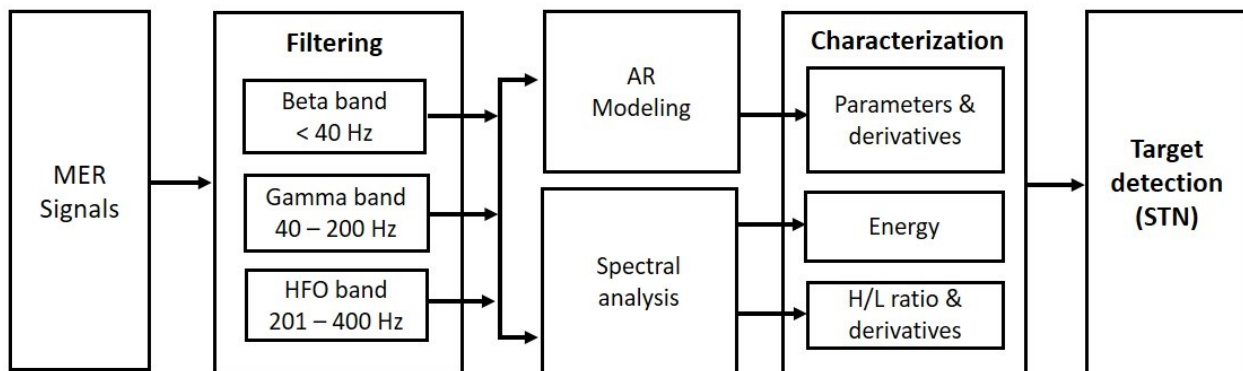 MER
Signals
Filtering
Beta band
< 40 Hz
Gamma band
40 – 200 Hz
HFO band
201 – 400 Hz
AR
Modeling
Spectral
analysis
Characterization
Parameters &
derivatives
Energy
H/L ratio &
derivatives
Target
detection
(STN)